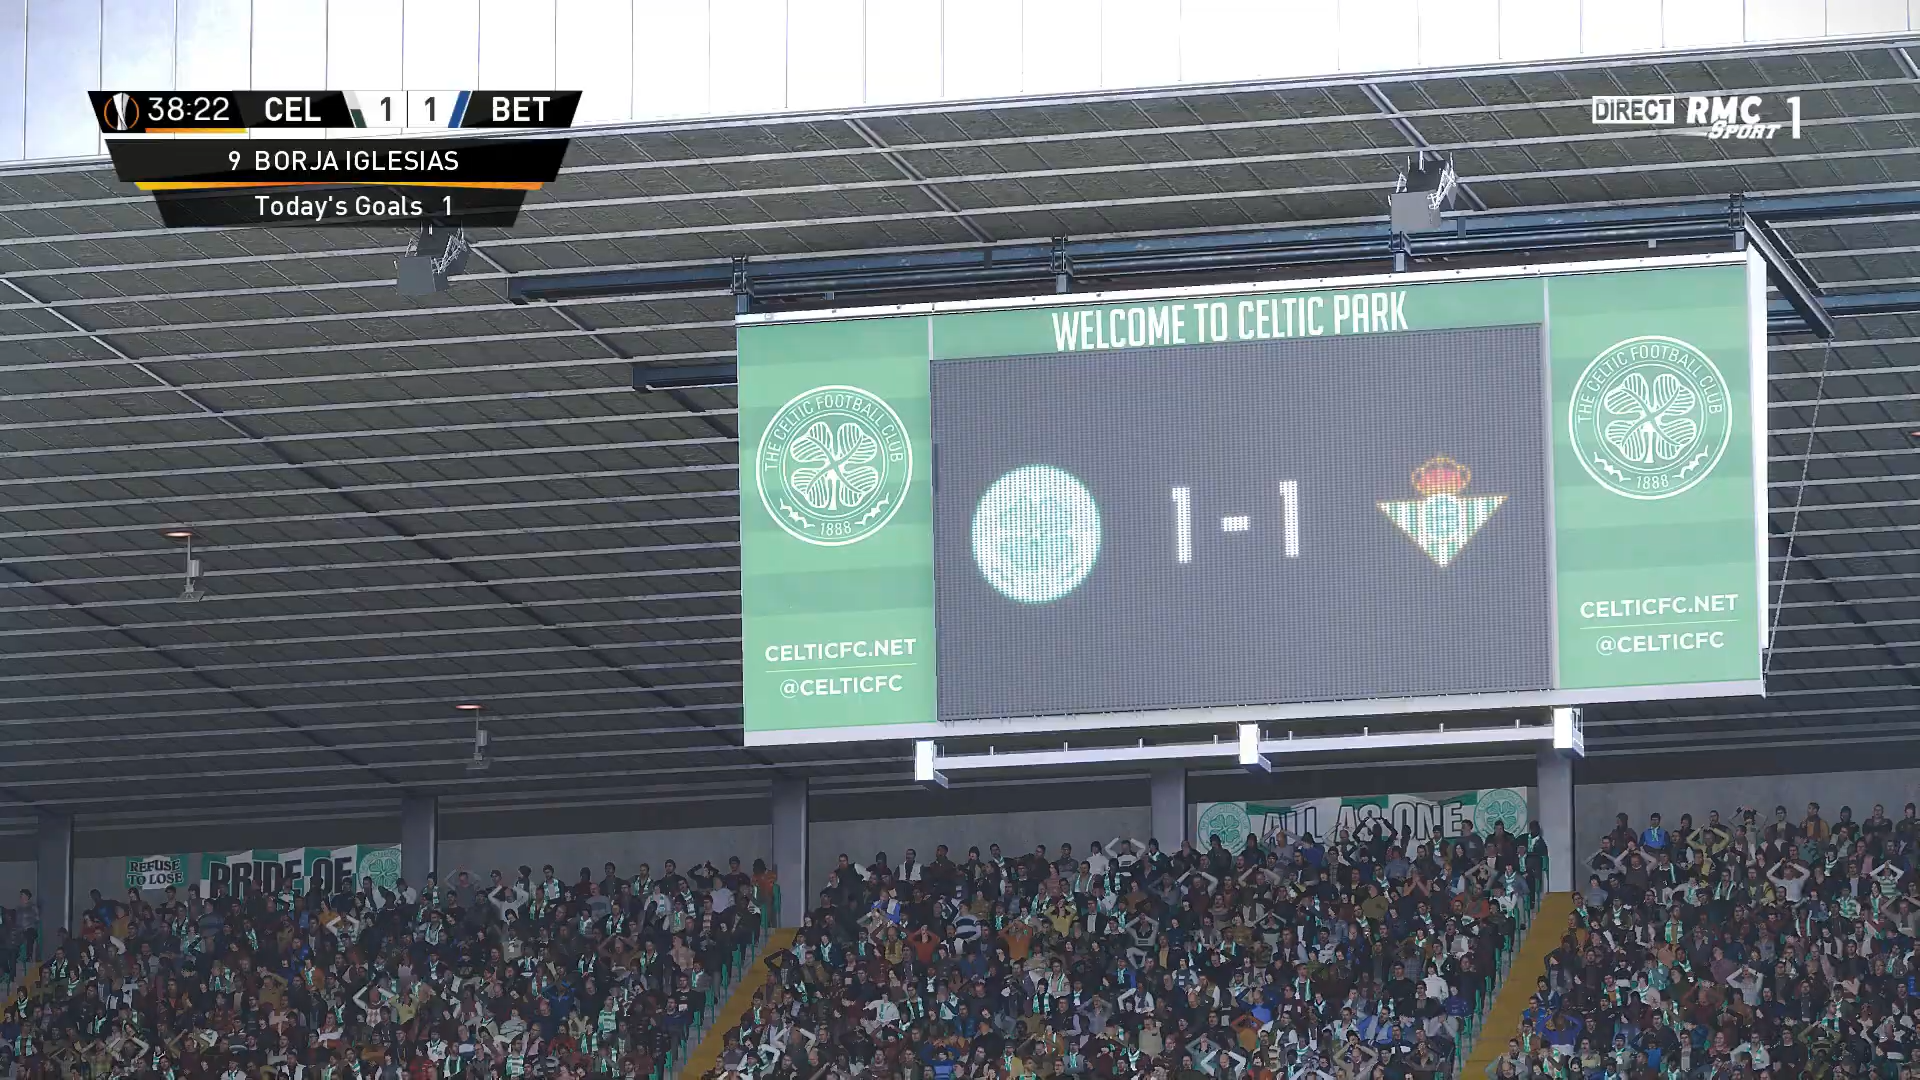 38:22 CEL 1 1 BET
9 BORJA IGLESIAS
Today's Goals 1
DIRECT RMC SPORT 1
WELCOME TO CELTIC PARK
THE CELTIC FOOTBALL CLUB
1888
CELTICFC.NET
@CELTICFC
1 - 1
THE CELTIC FOOTBALL CLUB
1888
CELTICFC.NET
@CELTICFC
ALL AS ONE
REFUSE
TO LOSE
PRIDE OF